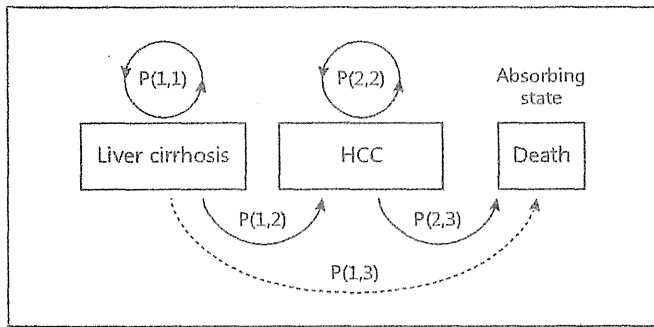 P(1,1)
P(2,2)
Absorbing
state
Liver cirrhosis
HCC
Death
P(1,2)
P(2,3)
P(1,3)